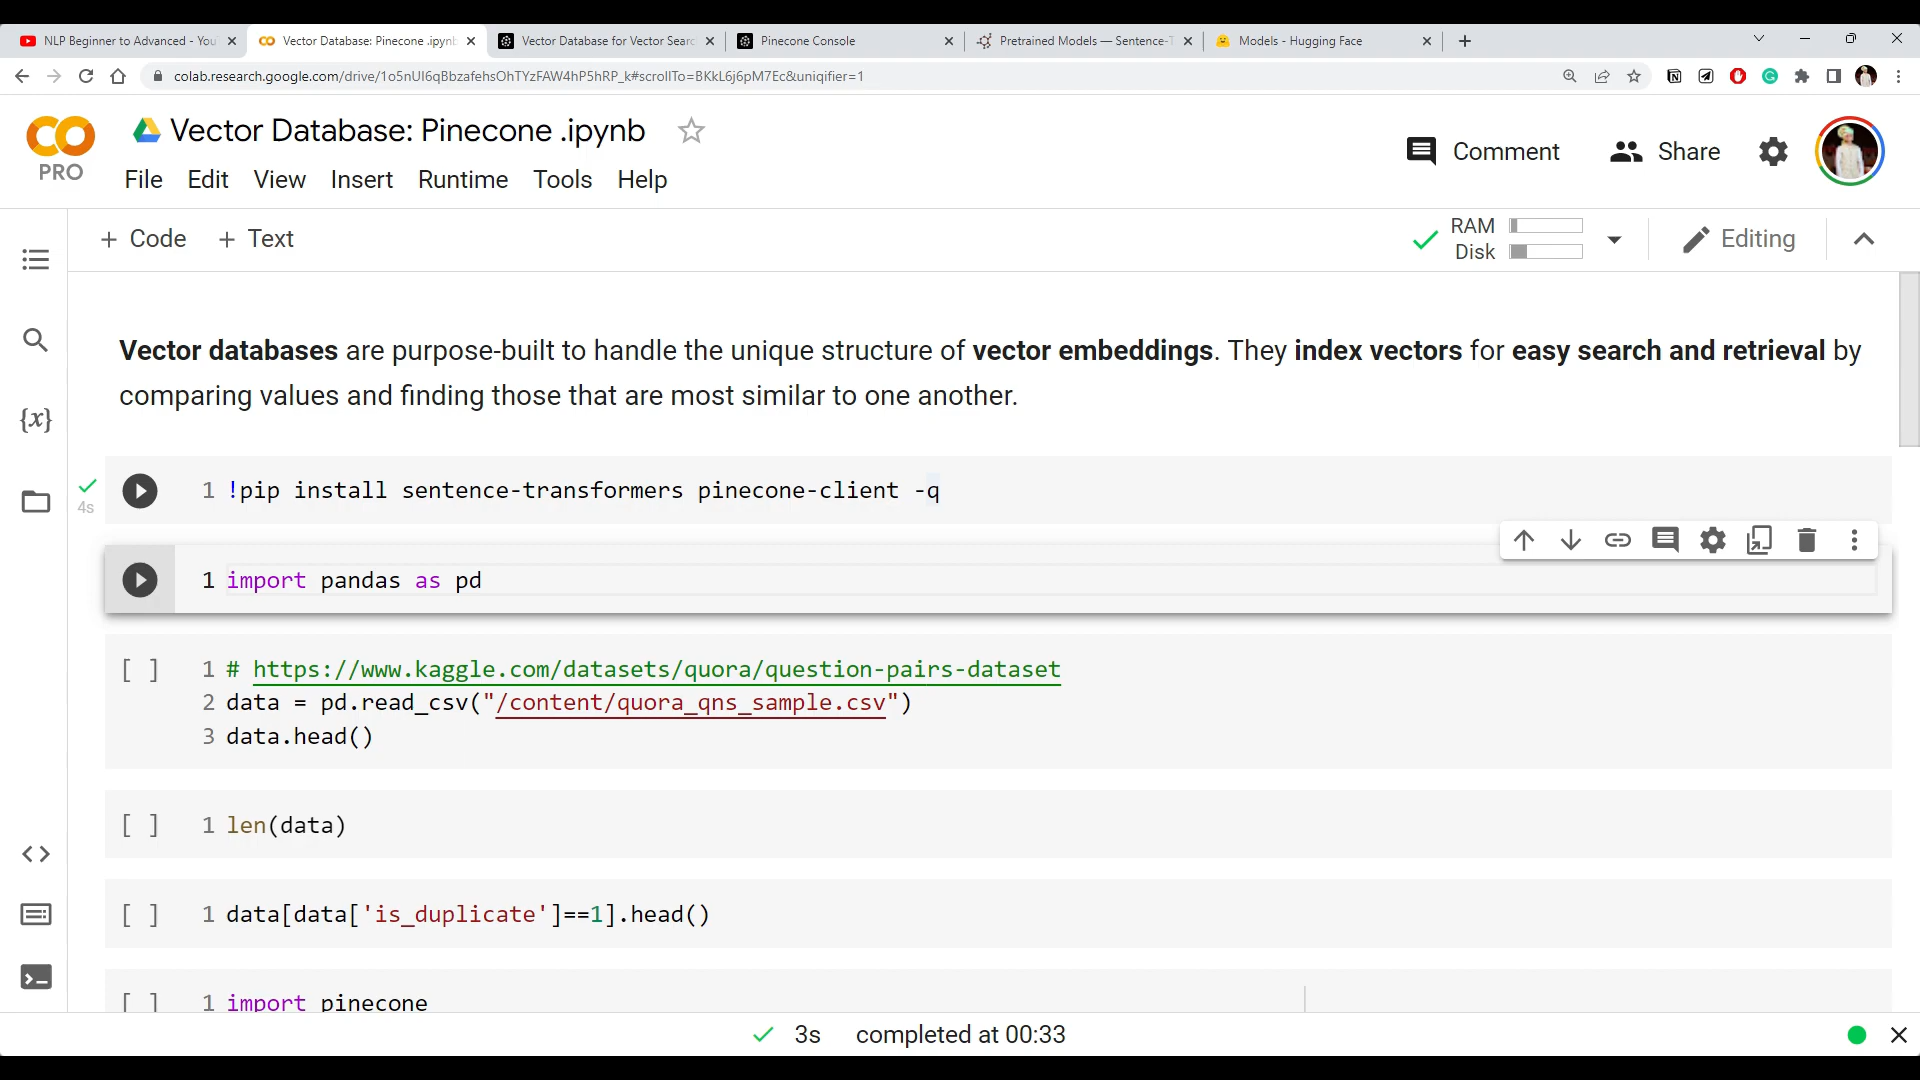 NLP Beginner to Advanced - You
Vector Database: Pinecone .ipynb
Vector Database for Vector Searc
Pinecone Console
Pretrained Models — Sentence-T
Models - Hugging Face
colab.research.google.com/drive/1o5nUI6qBbzafehsOhTYzFAW4hP5hRP_k#scrollTo=BKkL6j6pM7Ec&uniqifier=1
PRO
Vector Database: Pinecone .ipynb
File Edit View Insert Runtime Tools Help
Comment
Share
+ Code + Text
RAM
Disk
Editing
Vector databases are purpose-built to handle the unique structure of vector embeddings. They index vectors for easy search and retrieval by
comparing values and finding those that are most similar to one another.
4s
1 !pip install sentence-transformers pinecone-client -q
1 import pandas as pd
[ ] 1 # https://www.kaggle.com/datasets/quora/question-pairs-dataset
2 data = pd.read_csv("/content/quora_qns_sample.csv")
3 data.head()
[ ] 1 len(data)
[ ] 1 data[data['is_duplicate']==1].head()
[ ] 1 import pinecone
{x}
3s completed at 00:33